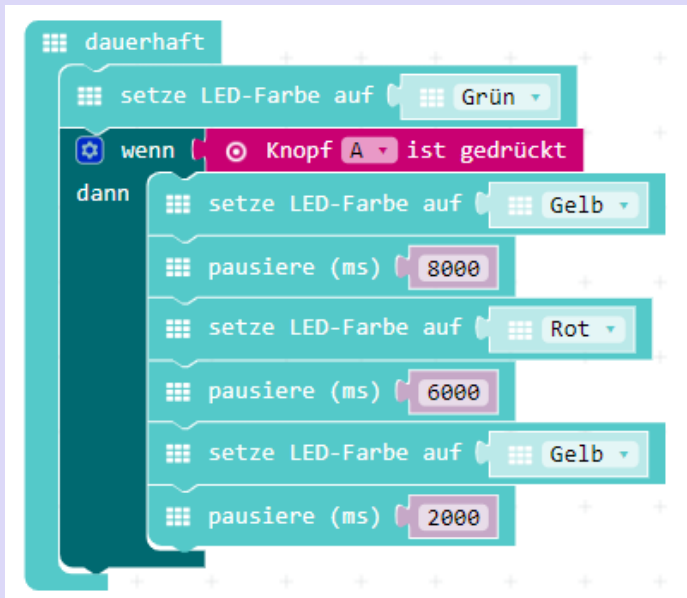 dauerhaft
setze LED-Farbe auf Grün
wenn Knopf A ist gedrückt
dann
setze LED-Farbe auf Gelb
pausiere (ms) 8000
setze LED-Farbe auf Rot
pausiere (ms) 6000
setze LED-Farbe auf Gelb
pausiere (ms) 2000